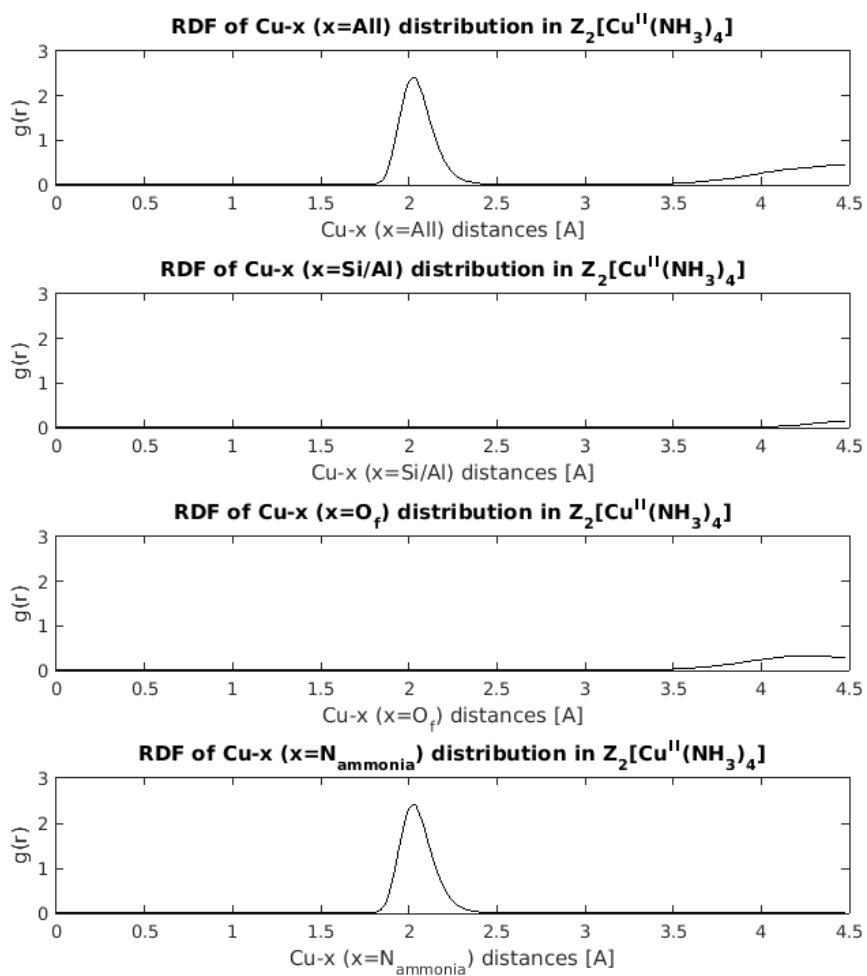 RDF of Cu-x (x=All) distribution in Z₂[Cuᴵᴵ(NH₃)₄]
3
2
1
0
g(r)
0 0.5 1 1.5 2 2.5 3 3.5 4 4.5
Cu-x (x=All) distances [A]
RDF of Cu-x (x=Si/Al) distribution in Z₂[Cuᴵᴵ(NH₃)₄]
3
2
1
0
g(r)
0 0.5 1 1.5 2 2.5 3 3.5 4 4.5
Cu-x (x=Si/Al) distances [A]
RDF of Cu-x (x=O_f) distribution in Z₂[Cuᴵᴵ(NH₃)₄]
3
2
1
0
g(r)
0 0.5 1 1.5 2 2.5 3 3.5 4 4.5
Cu-x (x=O_f) distances [A]
RDF of Cu-x (x=N_ammonia) distribution in Z₂[Cuᴵᴵ(NH₃)₄]
3
2
1
0
g(r)
0 0.5 1 1.5 2 2.5 3 3.5 4 4.5
Cu-x (x=N_ammonia) distances [A]